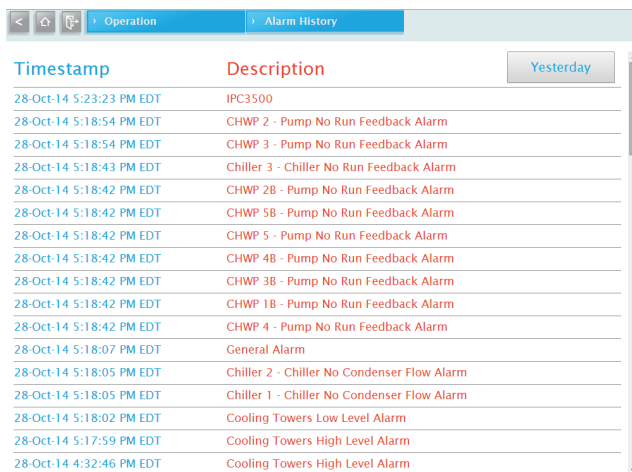 < › Operation › Alarm History
Timestamp Description Yesterday
28-Oct-14 5:23:23 PM EDT IPC3500
28-Oct-14 5:18:54 PM EDT CHWP 2 - Pump No Run Feedback Alarm
28-Oct-14 5:18:54 PM EDT CHWP 3 - Pump No Run Feedback Alarm
28-Oct-14 5:18:43 PM EDT Chiller 3 - Chiller No Run Feedback Alarm
28-Oct-14 5:18:42 PM EDT CHWP 2B - Pump No Run Feedback Alarm
28-Oct-14 5:18:42 PM EDT CHWP 5B - Pump No Run Feedback Alarm
28-Oct-14 5:18:42 PM EDT CHWP 5 - Pump No Run Feedback Alarm
28-Oct-14 5:18:42 PM EDT CHWP 4B - Pump No Run Feedback Alarm
28-Oct-14 5:18:42 PM EDT CHWP 3B - Pump No Run Feedback Alarm
28-Oct-14 5:18:42 PM EDT CHWP 1B - Pump No Run Feedback Alarm
28-Oct-14 5:18:42 PM EDT CHWP 4 - Pump No Run Feedback Alarm
28-Oct-14 5:18:07 PM EDT General Alarm
28-Oct-14 5:18:05 PM EDT Chiller 2 - Chiller No Condenser Flow Alarm
28-Oct-14 5:18:05 PM EDT Chiller 1 - Chiller No Condenser Flow Alarm
28-Oct-14 5:18:02 PM EDT Cooling Towers Low Level Alarm
28-Oct-14 5:17:59 PM EDT Cooling Towers High Level Alarm
28-Oct-14 4:32:46 PM EDT Cooling Towers High Level Alarm